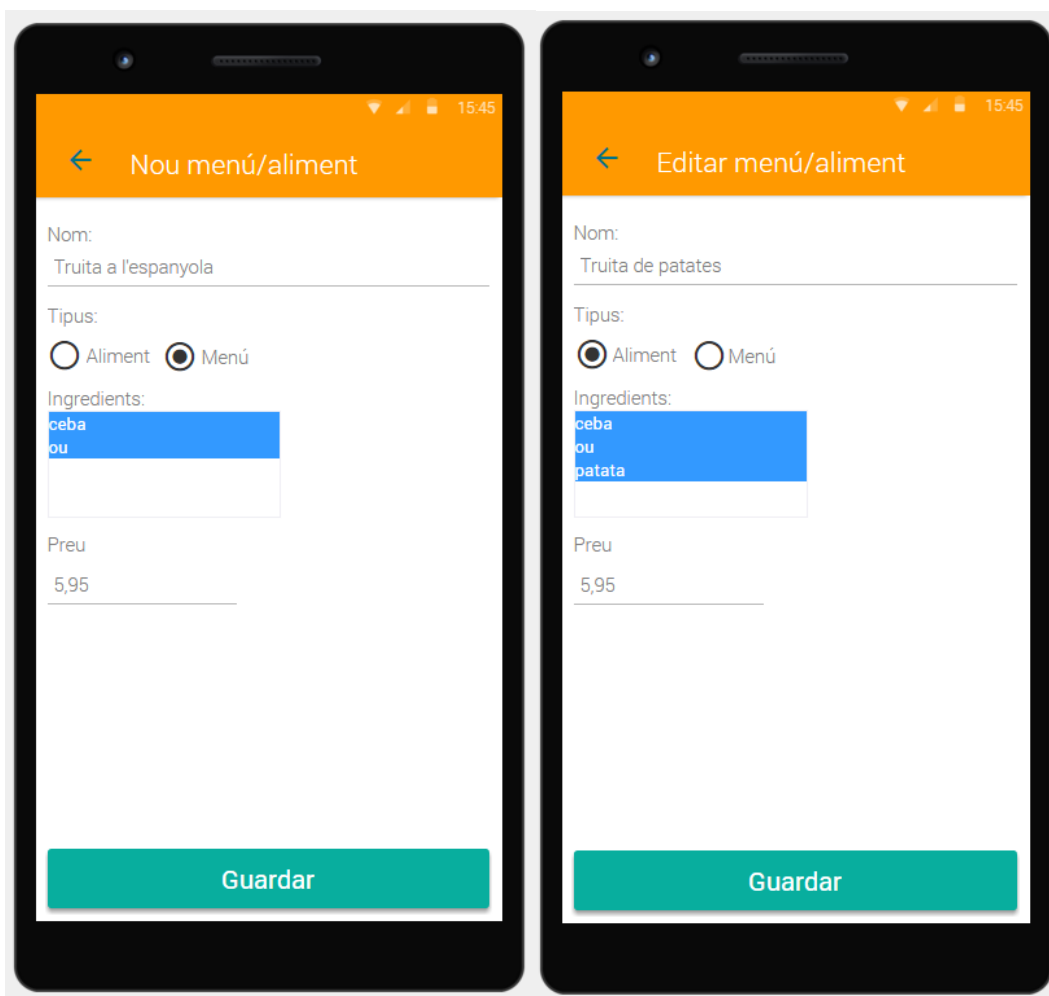 15:45
Nou menú/aliment
Nom:
Truita a l'espanyola
Tipus:
Aliment Menú
Ingredients:
ceba
ou
Preu
5,95
Guardar
15:45
Editar menú/aliment
Nom:
Truita de patates
Tipus:
Aliment Menú
Ingredients:
ceba
ou
patata
Preu
5,95
Guardar